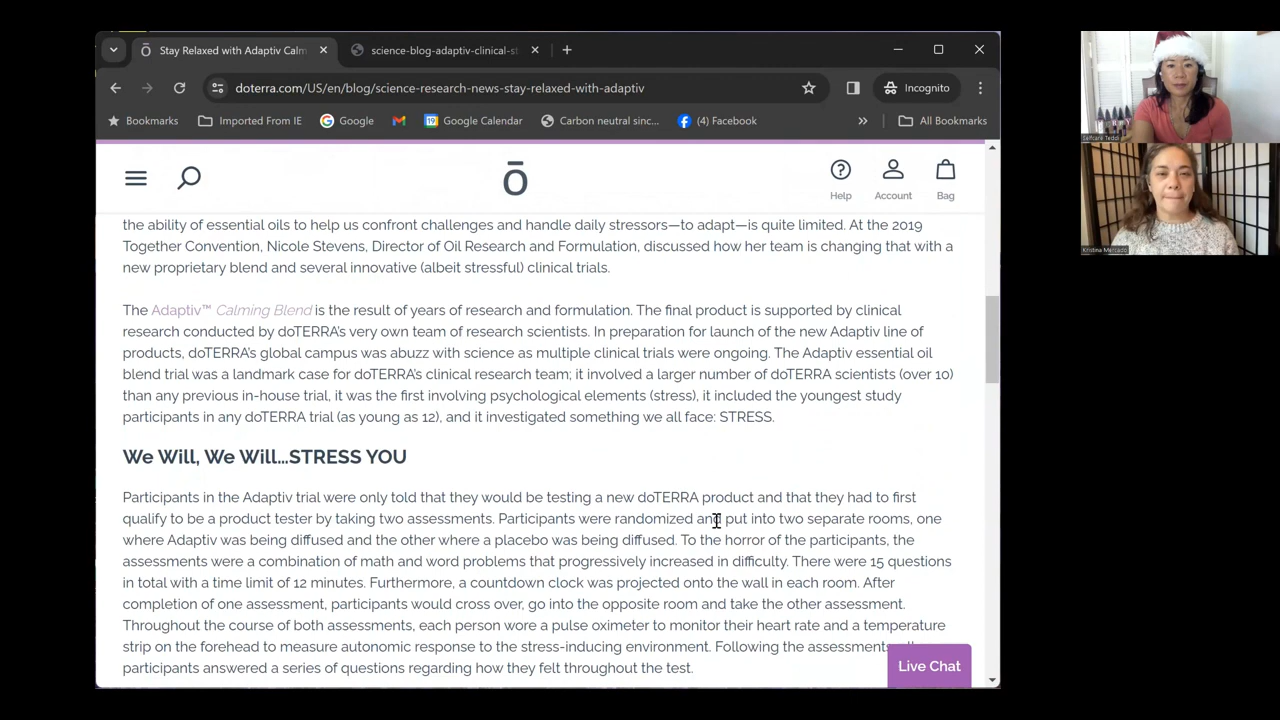 Stay Relaxed with Adaptiv Calm
science-blog-adaptiv-clinical-st
doterra.com/US/en/blog/science-research-news-stay-relaxed-with-adaptiv
Incognito
Bookmarks
Imported From IE
Google
Google Calendar
Carbon neutral sinc...
(4) Facebook
All Bookmarks
Help
Account
Bag
the ability of essential oils to help us confront challenges and handle daily stressors—to adapt—is quite limited. At the 2019
Together Convention, Nicole Stevens, Director of Oil Research and Formulation, discussed how her team is changing that with a
new proprietary blend and several innovative (albeit stressful) clinical trials.
The Adaptiv™ Calming Blend is the result of years of research and formulation. The final product is supported by clinical
research conducted by doTERRA's very own team of research scientists. In preparation for launch of the new Adaptiv line of
products, doTERRA's global campus was abuzz with science as multiple clinical trials were ongoing. The Adaptiv essential oil
blend trial was a landmark case for doTERRA's clinical research team; it involved a larger number of doTERRA scientists (over 10)
than any previous in-house trial, it was the first involving psychological elements (stress), it included the youngest study
participants in any doTERRA trial (as young as 12), and it investigated something we all face: STRESS.
We Will, We Will...STRESS YOU
Participants in the Adaptiv trial were only told that they would be testing a new doTERRA product and that they had to first
qualify to be a product tester by taking two assessments. Participants were randomized and put into two separate rooms, one
where Adaptiv was being diffused and the other where a placebo was being diffused. To the horror of the participants, the
assessments were a combination of math and word problems that progressively increased in difficulty. There were 15 questions
in total with a time limit of 12 minutes. Furthermore, a countdown clock was projected onto the wall in each room. After
completion of one assessment, participants would cross over, go into the opposite room and take the other assessment.
Throughout the course of both assessments, each person wore a pulse oximeter to monitor their heart rate and a temperature
strip on the forehead to measure autonomic response to the stress-inducing environment. Following the assessments
participants answered a series of questions regarding how they felt throughout the test.
Live Chat
Kristina Mercado